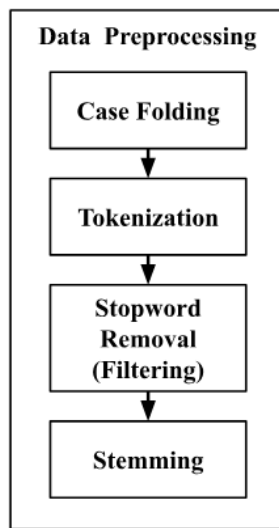 Data Preprocessing
Case Folding
Tokenization
Stopword
Removal
(Filtering)
Stemming